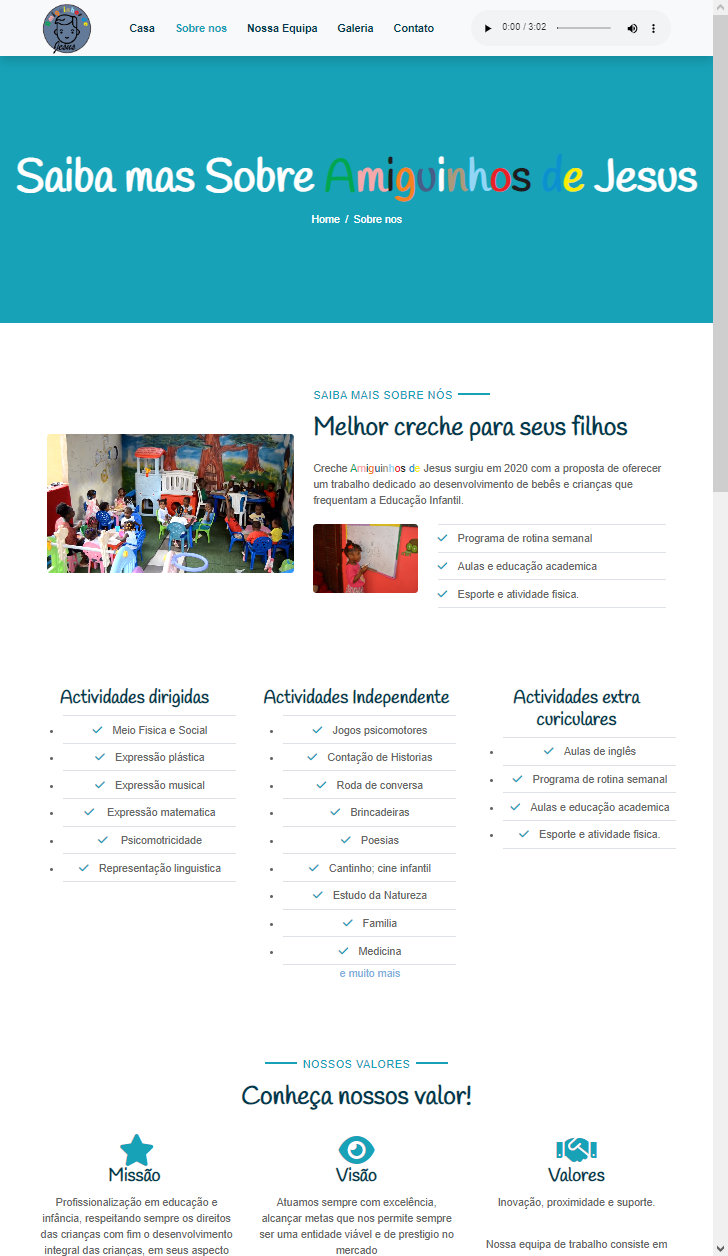 Jesus
Casa
Sobre nos
Nossa Equipa
Galeria
Contato
0:00 / 3:02
Saiba mas Sobre Amiguinhos de Jesus
Home / Sobre nos
SAIBA MAIS SOBRE NÓS
Melhor creche para seus filhos
Creche Amiguinhos de Jesus surgiu em 2020 com a proposta de oferecer
um trabalho dedicado ao desenvolvimento de bebês e crianças que
frequentam a Educação Infantil.
Programa de rotina semanal
Aulas e educação academica
Esporte e atividade fisica.
Actividades dirigidas
Meio Fisica e Social
Expressão plástica
Expressão musical
Expressão matematica
Psicomotricidade
Representação linguistica
Actividades Independente
Jogos psicomotores
Contação de Historias
Roda de conversa
Brincadeiras
Poesias
Cantinho; cine infantil
Estudo da Natureza
Familia
Medicina
e muito mais
Actividades extra
curiculares
Aulas de inglês
Programa de rotina semanal
Aulas e educação academica
Esporte e atividade fisica.
NOSSOS VALORES
Conheça nossos valor!
Missão
Profissionalização em educação e
infância, respeitando sempre os direitos
das crianças com fim o desenvolvimento
integral das crianças, em seus aspecto
Visão
Atuamos sempre com excelência,
alcançar metas que nos permite sempre
ser uma entidade viável e de prestigio no
mercado
Valores
Inovação, proximidade e suporte.
Nossa equipa de trabalho consiste em